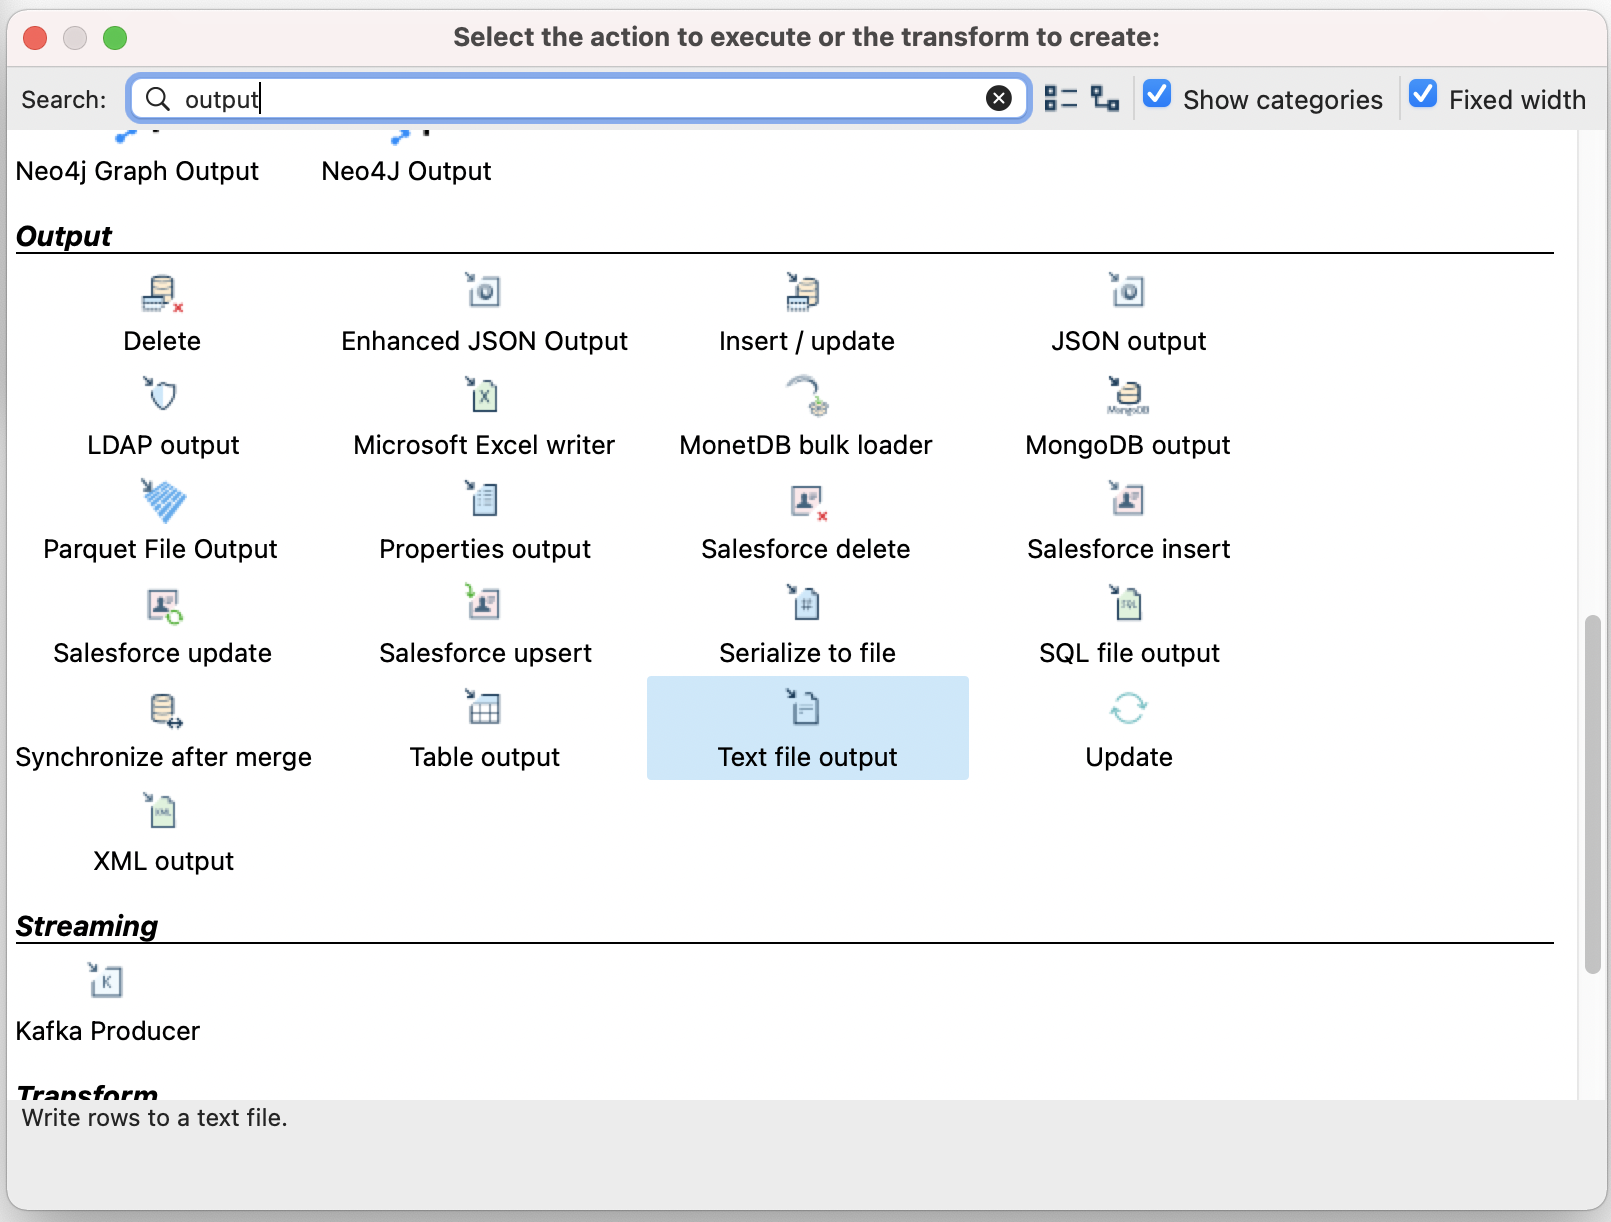 Select the action to execute or the transform to create:
Search: output Show categories Fixed width
Neo4j Graph Output Neo4J Output
Output
Delete Enhanced JSON Output Insert / update JSON output
MongoDB
LDAP output Microsoft Excel writer MonetDB bulk loader MongoDB output
Parquet File Output Properties output Salesforce delete Salesforce insert
SQL
Salesforce update Salesforce upsert Serialize to file SQL file output
Synchronize after merge Table output Text file output Update
XML
XML output
Streaming
K
Kafka Producer
Transform
Write rows to a text file.